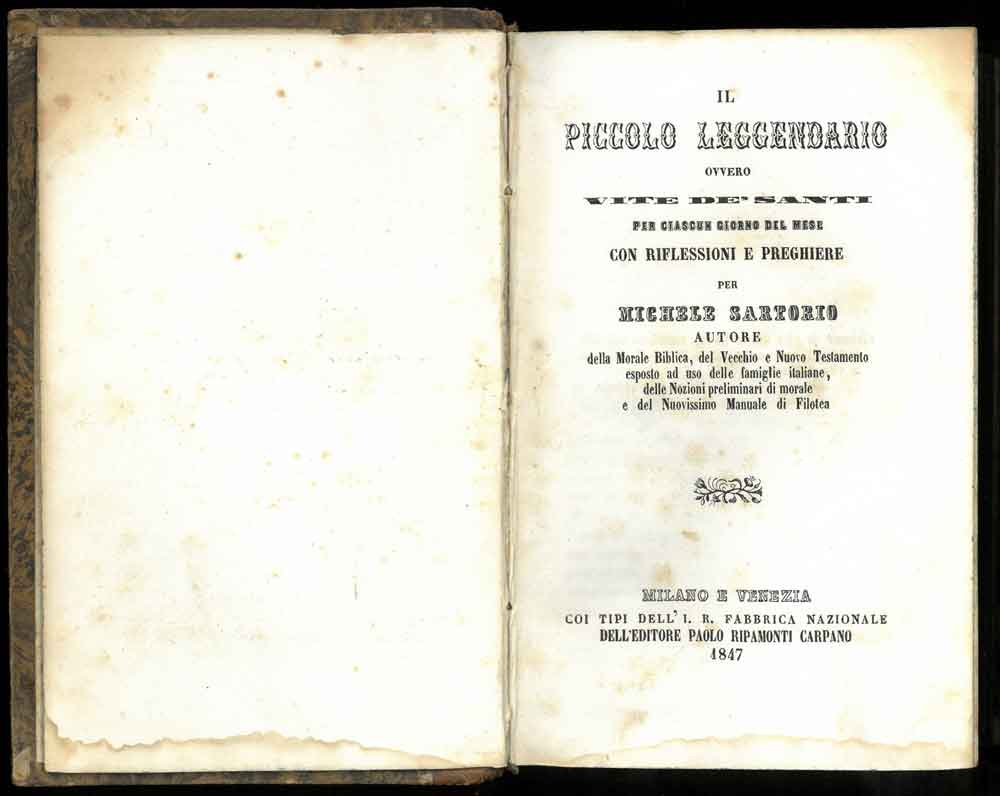 IL
PICCOLO LEGGENDARIO
OVVERO
VITE DE' SANTI
PER CIASCUN GIORNO DEL MESE
CON RIFLESSIONI E PREGHIERE
PER
MICHELE SARTORIO
AUTORE
della Morale Biblica, del Vecchio e Nuovo Testamento
esposto ad uso delle famiglie italiane,
delle Nozioni preliminari di morale
e del Nuovissimo Manuale di Filotea
MILANO E VENEZIA
COI TIPI DELL' I. R. FABBRICA NAZIONALE
DELL'EDITORE PAOLO RIPAMONTI CARPANO
1847